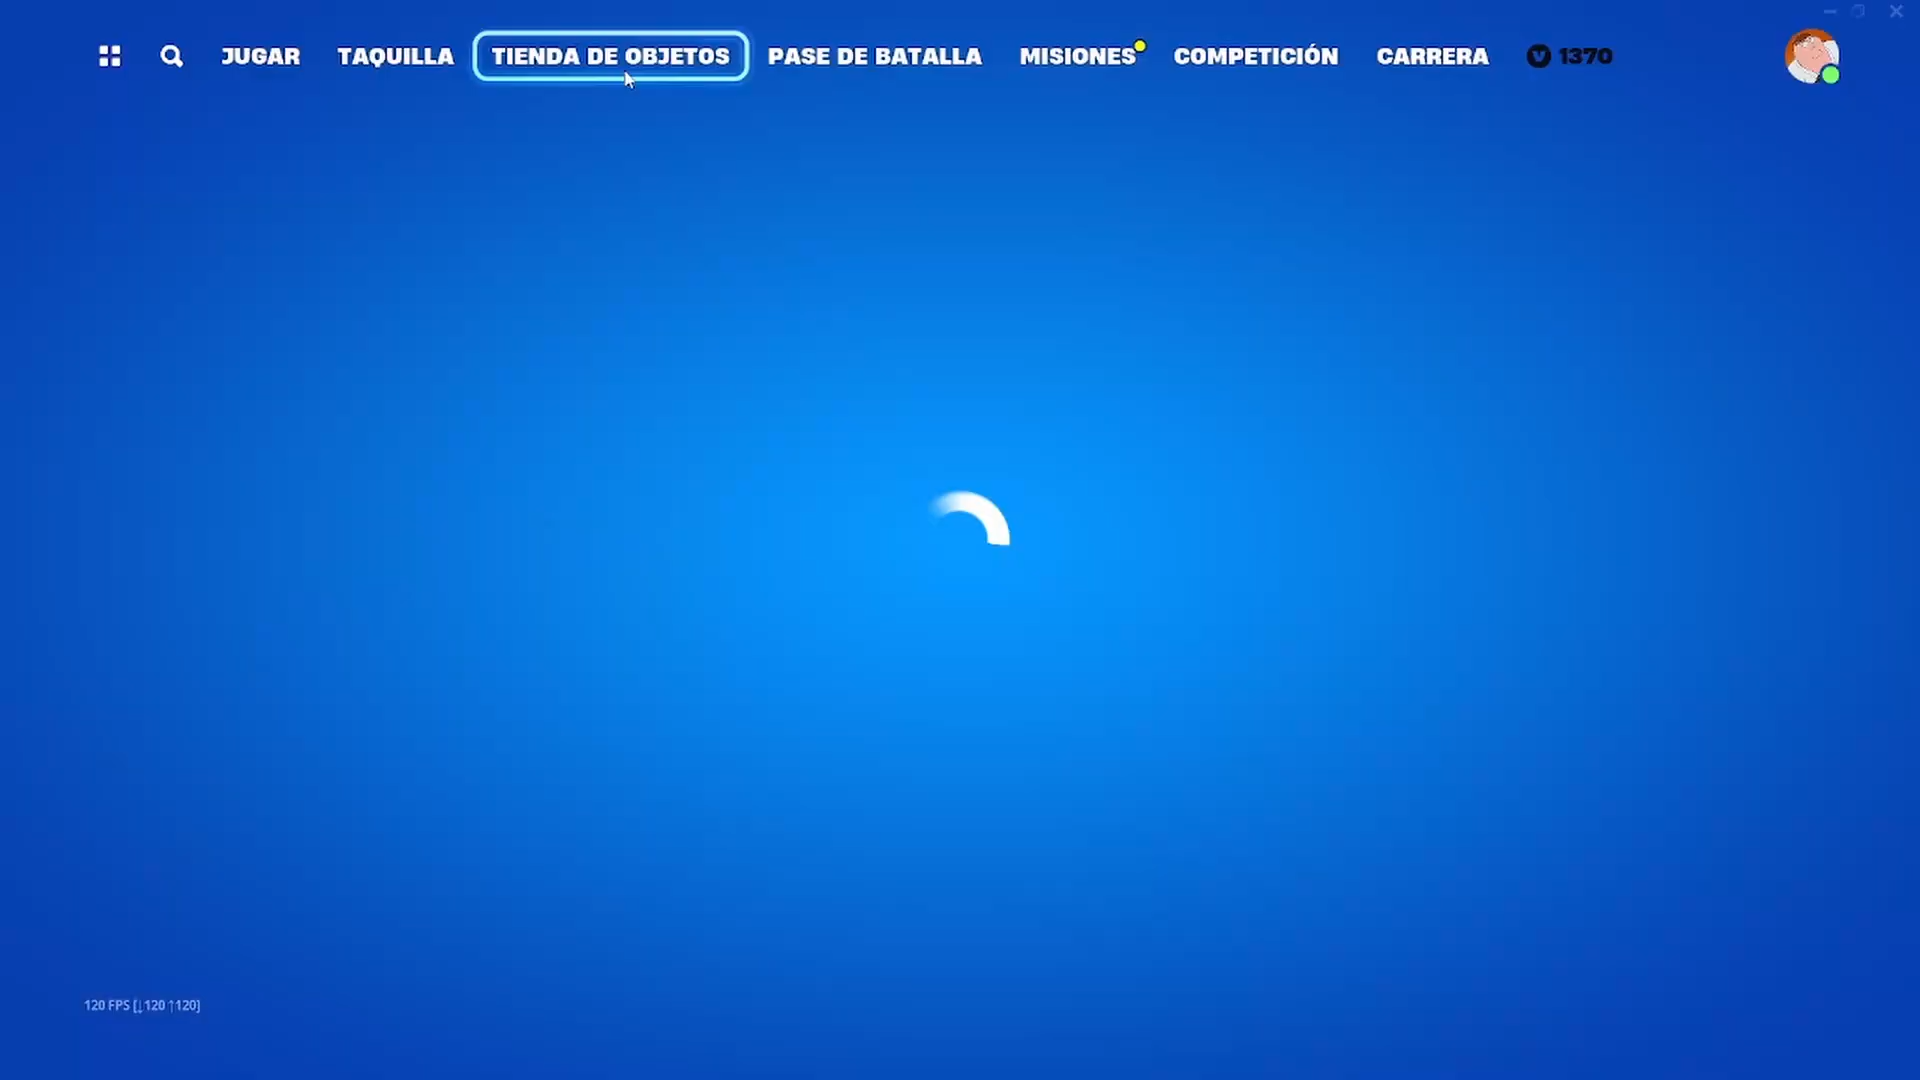 JUGAR TAQUILLA TIENDA DE OBJETOS PASE DE BATALLA MISIONES COMPETICIÓN CARRERA V 1370
120 FPS [↓120 ↑120]